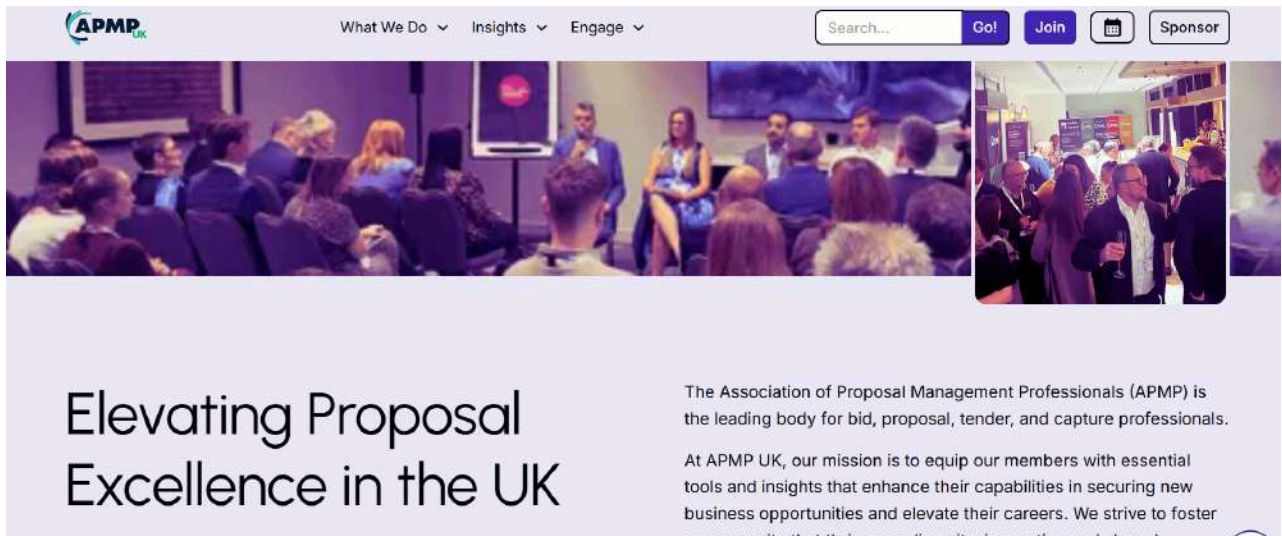 APMP UK
What We Do
Insights
Engage
Search...
Go!
Join
Sponsor
Elevating Proposal
Excellence in the UK
The Association of Proposal Management Professionals (APMP) is
the leading body for bid, proposal, tender, and capture professionals.
At APMP UK, our mission is to equip our members with essential
tools and insights that enhance their capabilities in securing new
business opportunities and elevate their careers. We strive to foster